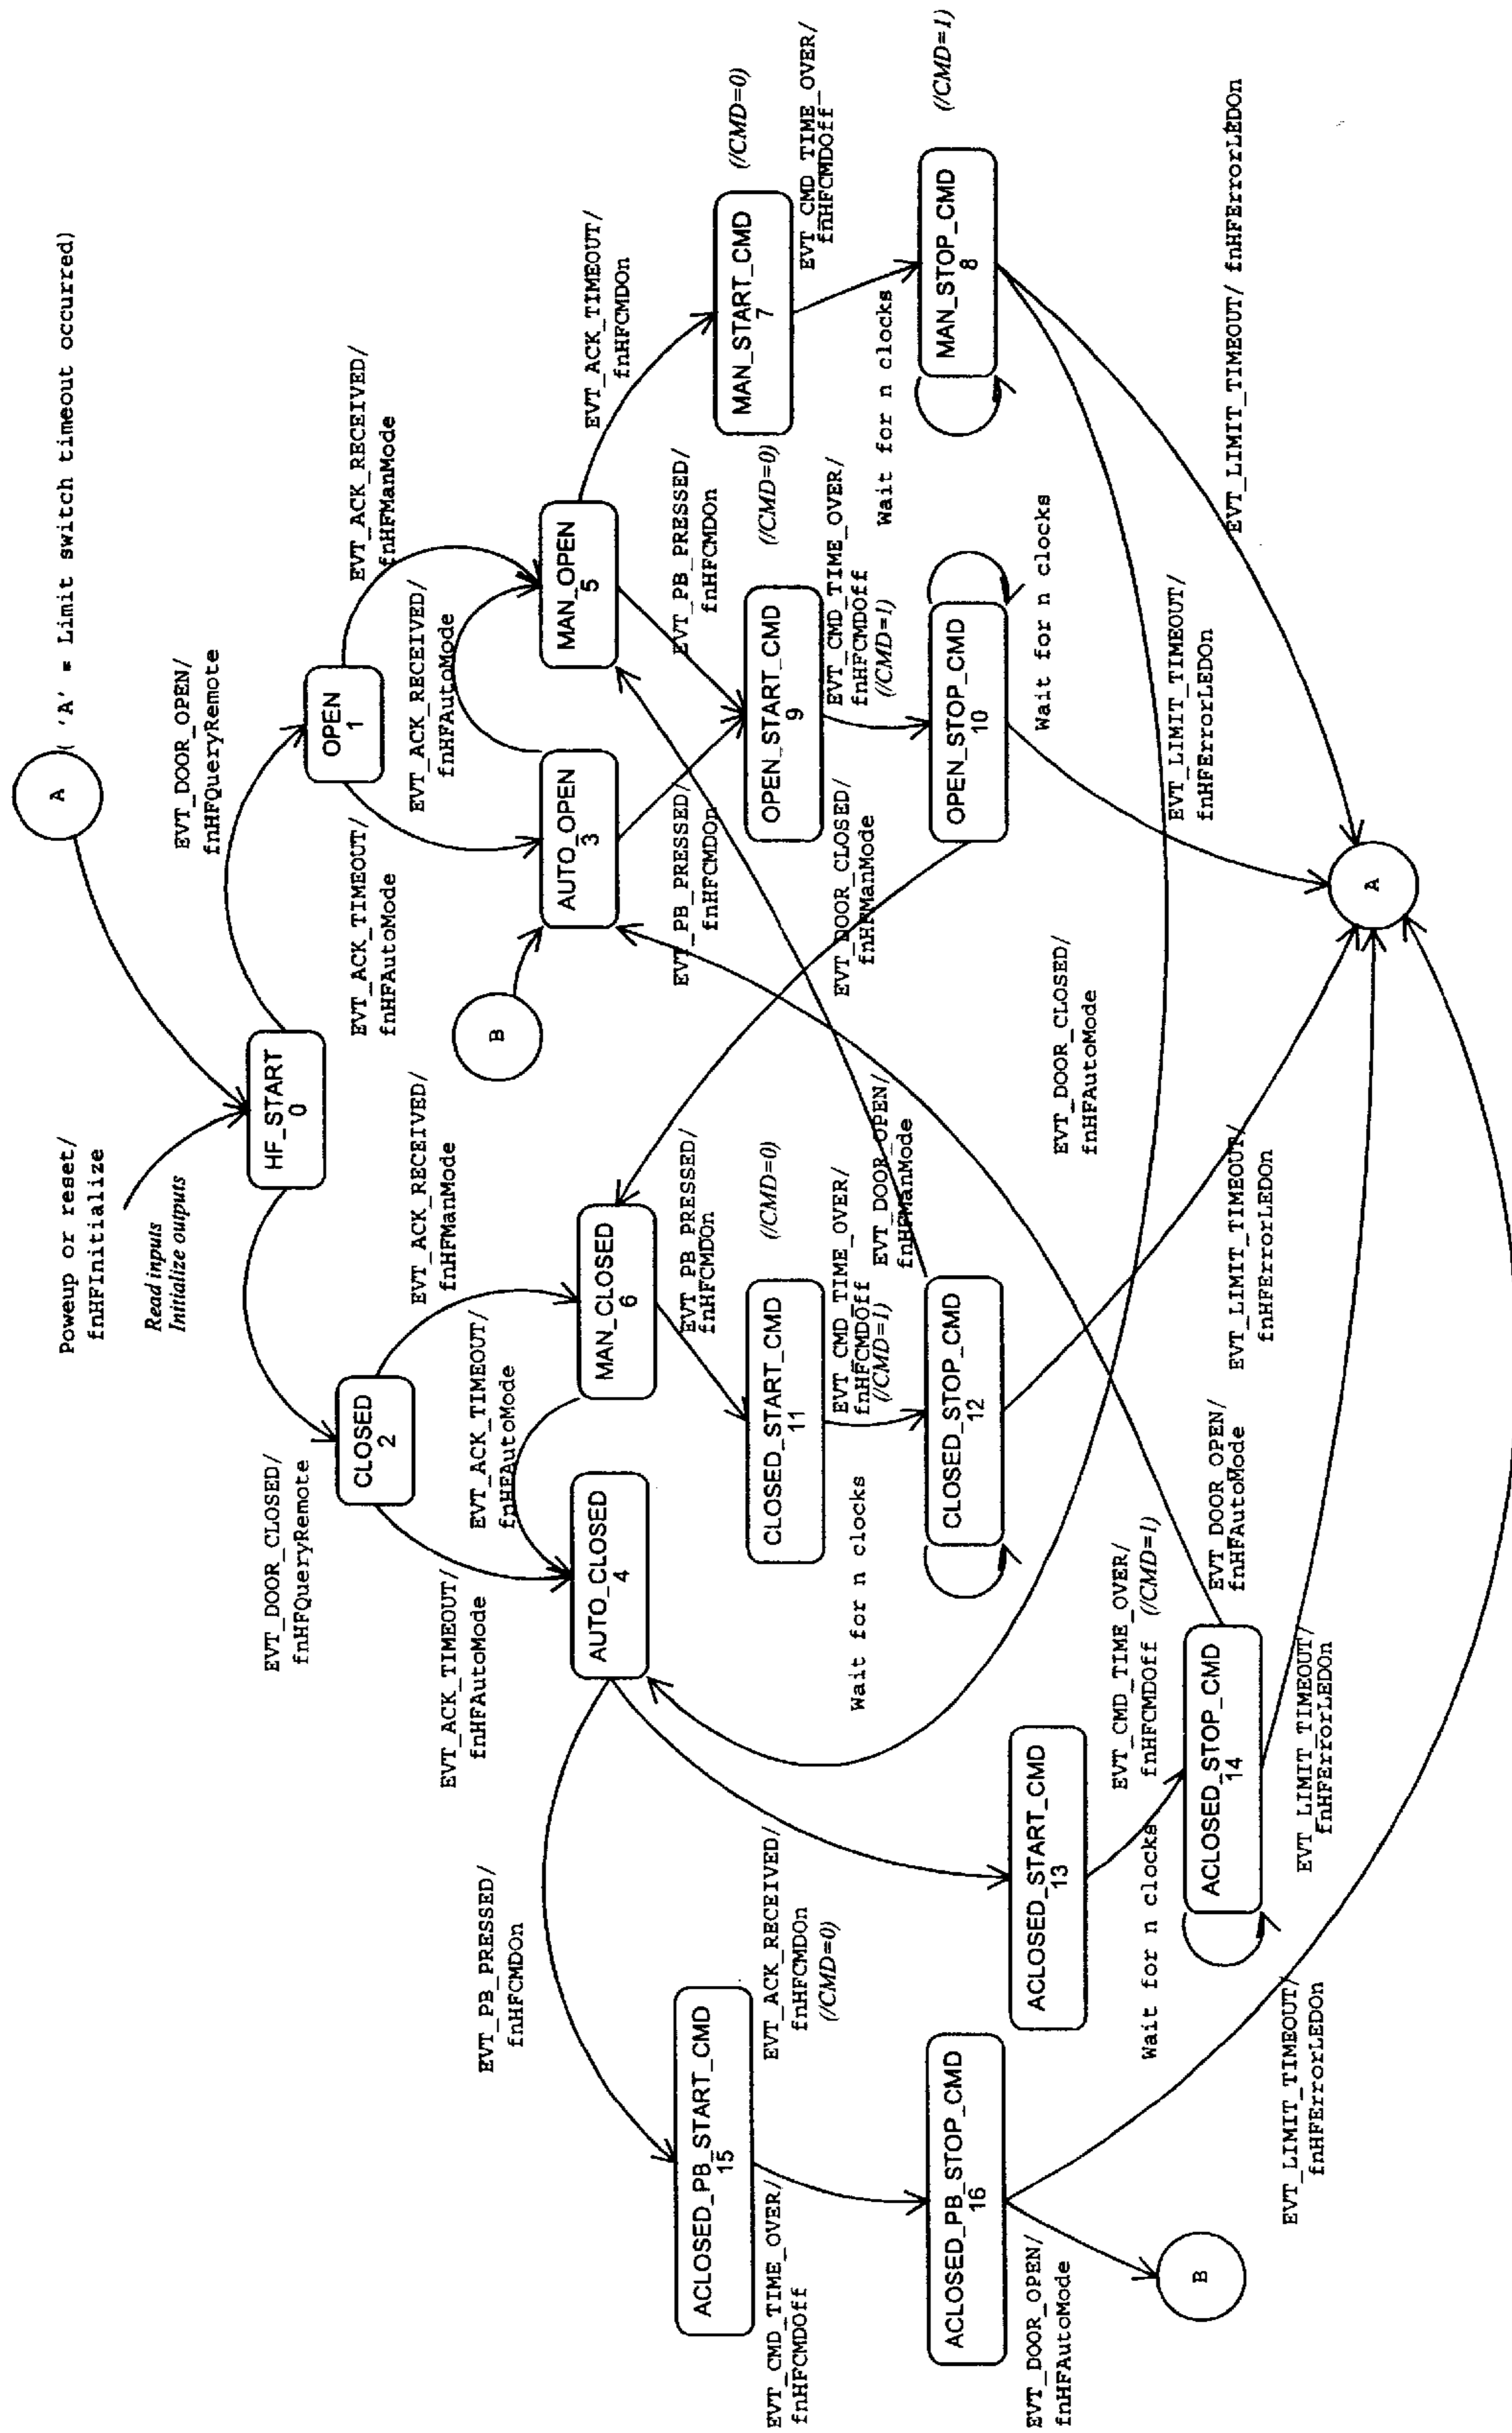 A
( 'A' = Limit switch timeout occurred)
Poweup or reset/
fnHFInitialize
Read inputs
Initialize outputs
HF_START
0
EVT_DOOR_OPEN/
fnHFQueryRemote
EVT_DOOR_CLOSED/
fnHFQueryRemote
OPEN
1
CLOSED
2
EVT_ACK_RECEIVED/
fnHFManMode
EVT_ACK_TIMEOUT/
fnHFAutoMode
EVT_ACK_RECEIVED/
fnHFAutoMode
EVT_ACK_RECEIVED/
fnHFManMode
EVT_ACK_TIMEOUT/
fnHFAutoMode
EVT_ACK_TIMEOUT/
fnHFAutoMode
B
AUTO_OPEN
3
MAN_OPEN
5
AUTO_CLOSED
4
MAN_CLOSED
6
EVT_ACK_TIMEOUT/
fnHFCMDOn
EVT_PB_PRESSED/
fnHFCMDOn
EVT_PB_PRESSED/
fnHFCMDOn
EVT_PB_PRESSED/
fnHFCMDOn
EVT_PB_PRESSED/
fnHFCMDOn
MAN_START_CMD
7
(/CMD=0)
EVT_CMD_TIME_OVER/
fnHFCMDOff
OPEN_START_CMD
9
(/CMD=0)
EVT_CMD_TIME_OVER/
fnHFCMDOff
(/CMD=1)
CLOSED_START_CMD
11
(/CMD=0)
EVT_CMD_TIME_OVER/
fnHFCMDOff
(/CMD=1)
ACLOSED_PB_START_CMD
15
EVT_ACK_RECEIVED/
fnHFCMDOn
(/CMD=0)
EVT_CMD_TIME_OVER/
fnHFCMDOff
Wait for n clocks
MAN_STOP_CMD
8
(/CMD=1)
EVT_DOOR_CLOSED/
fnHFManMode
OPEN_STOP_CMD
10
Wait for n clocks
EVT_DOOR_OPEN/
fnHFManMode
Wait for n clocks
CLOSED_STOP_CMD
12
ACLOSED_PB_STOP_CMD
16
ACLOSED_START_CMD
13
EVT_DOOR_OPEN/
fnHFAutoMode
B
EVT_DOOR_CLOSED/
fnHFAutoMode
EVT_CMD_TIME_OVER/
fnHFCMDOff (/CMD=1)
Wait for n clocks
ACLOSED_STOP_CMD
14
EVT_DOOR_OPEN/
fnHFAutoMode
EVT_LIMIT_TIMEOUT/ fnHFErrorLEDOn
EVT_LIMIT_TIMEOUT/
fnHFErrorLEDOn
EVT_LIMIT_TIMEOUT/
fnHFErrorLEDOn
EVT_LIMIT_TIMEOUT/
fnHFErrorLEDOn
EVT_LIMIT_TIMEOUT/
fnHFErrorLEDOn
A